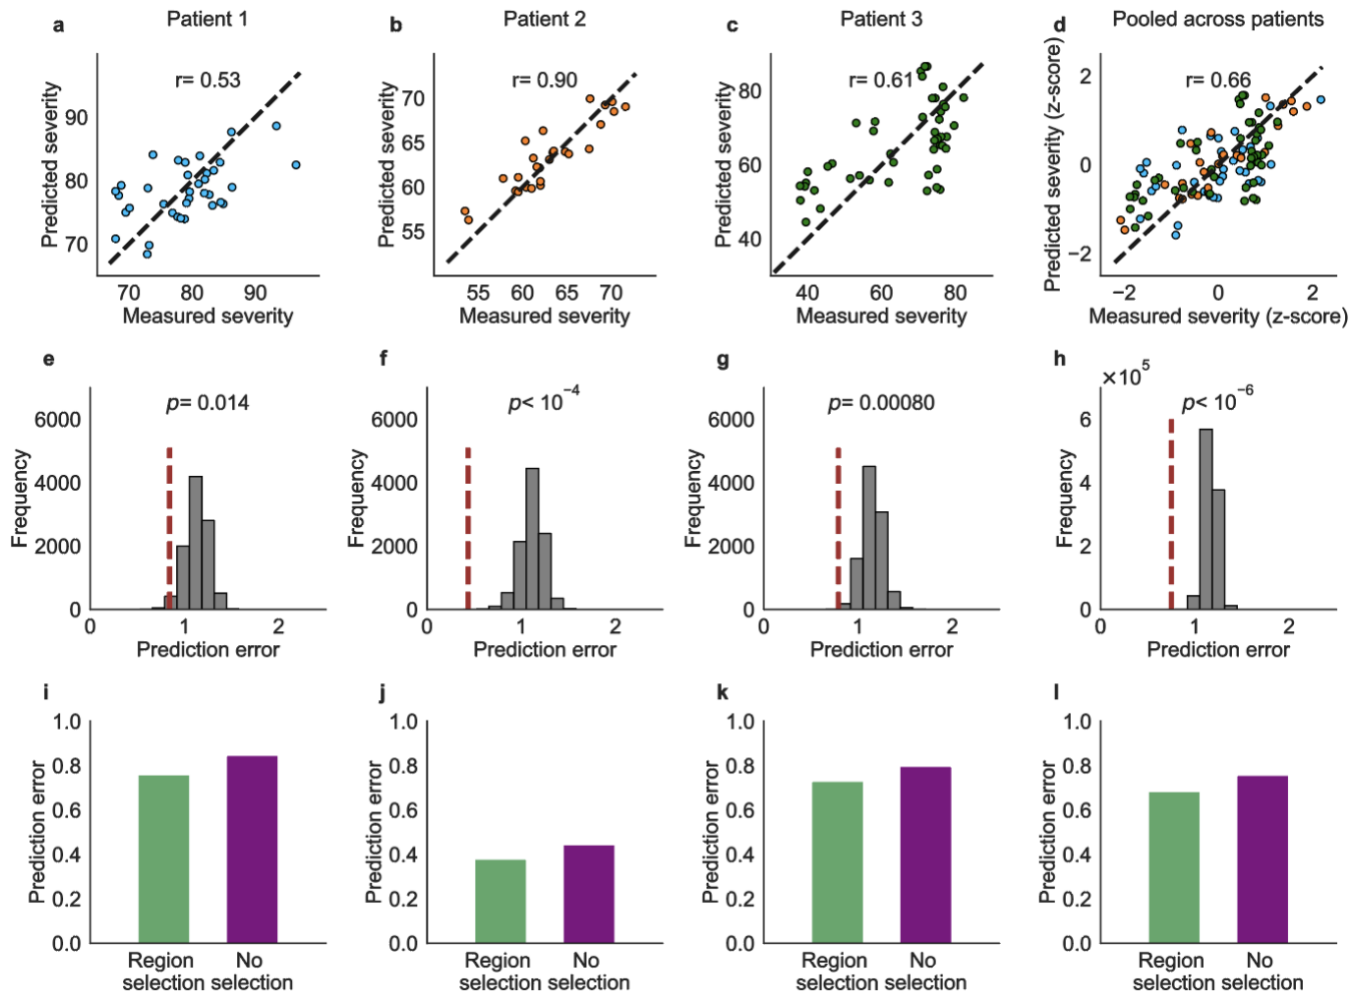 a Patient 1 b Patient 2 c Patient 3 d Pooled across patients
r= 0.53 r= 0.90 r= 0.61 r= 0.66
Predicted severity
90
80
70
70 80 90
Measured severity
Predicted severity
70
65
60
55
55 60 65 70
Measured severity
Predicted severity
80
60
40
40 60 80
Measured severity
Predicted severity (z-score)
2
0
−2
−2 0 2
Measured severity (z-score)
e f g h
p= 0.014
Frequency
6000
4000
2000
0
0 1 2
Prediction error
p< 10⁻⁴
Frequency
6000
4000
2000
0
0 1 2
Prediction error
p= 0.00080
Frequency
6000
4000
2000
0
0 1 2
Prediction error
×10⁵
p< 10⁻⁶
Frequency
6
4
2
0
0 1 2
Prediction error
i j k l
Prediction error
1.0
0.8
0.6
0.4
0.2
0.0
Region No
selection selection
Prediction error
1.0
0.8
0.6
0.4
0.2
0.0
Region No
selection selection
Prediction error
1.0
0.8
0.6
0.4
0.2
0.0
Region No
selection selection
Prediction error
1.0
0.8
0.6
0.4
0.2
0.0
Region No
selection selection